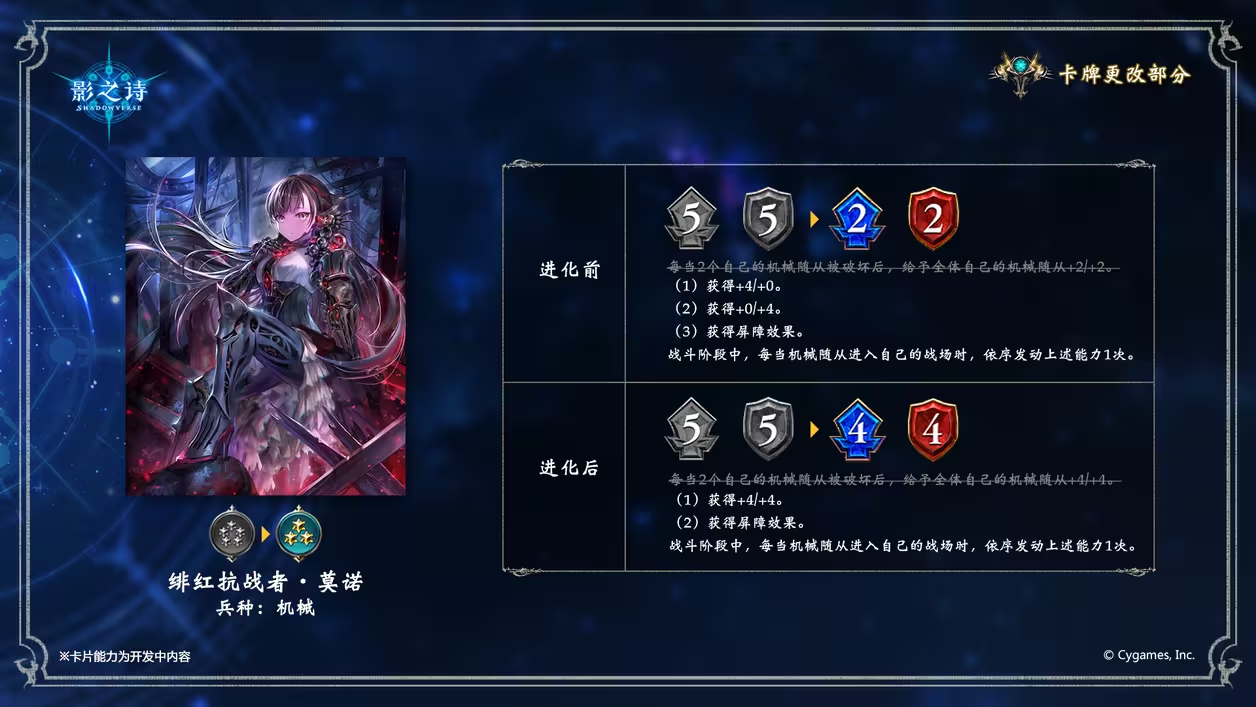 影之诗
SHADOWVERSE
卡牌更改部分
进化前
5 5 2 2
每当2个自己的机械随从被破坏后，给予全体自己的机械随从+2/+2。
（1）获得+4/+0。
（2）获得+0/+4。
（3）获得屏障效果。
战斗阶段中，每当机械随从进入自己的战场时，依序发动上述能力1次。
进化后
5 5 4 4
每当2个自己的机械随从被破坏后，给予全体自己的机械随从+4/+4。
（1）获得+4/+4。
（2）获得屏障效果。
战斗阶段中，每当机械随从进入自己的战场时，依序发动上述能力1次。
绯红抗战者·莫诺
兵种：机械
※卡片能力为开发中内容
© Cygames, Inc.